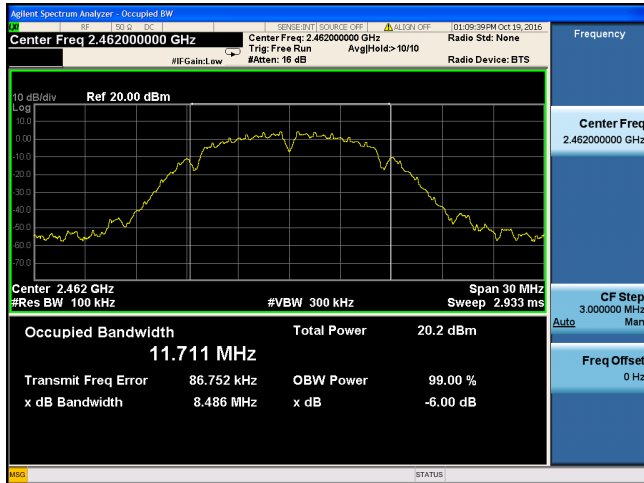 Agilent Spectrum Analyzer - Occupied BW
RF 50 Ω DC SENSE:INT SOURCE OFF ALIGN OFF 01:09:39 PM Oct 19, 2016
Center Freq 2.462000000 GHz
Center Freq: 2.462000000 GHz
Radio Std: None
Trig: Free Run Avg|Hold:>10/10
#IFGain:Low #Atten: 16 dB Radio Device: BTS
10 dB/div Ref 20.00 dBm
Log
10.0
0.00
-10.0
-20.0
-30.0
-40.0
-50.0
-60.0
-70.0
Center 2.462 GHz Span 30 MHz
#Res BW 100 kHz #VBW 300 kHz Sweep 2.933 ms
Occupied Bandwidth Total Power 20.2 dBm
11.711 MHz
Transmit Freq Error 86.752 kHz OBW Power 99.00 %
x dB Bandwidth 8.486 MHz x dB -6.00 dB
MSG STATUS
Frequency
Center Freq
2.462000000 GHz
CF Step
3.000000 MHz
Auto Man
Freq Offset
0 Hz